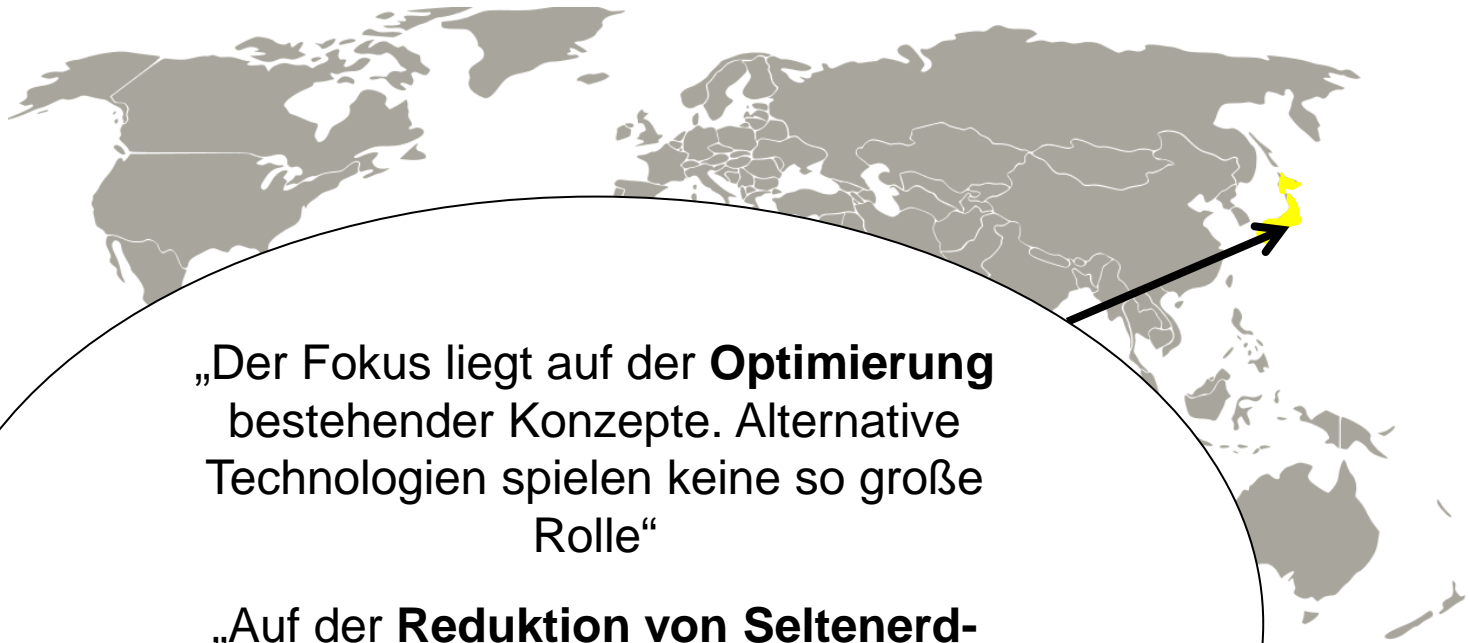 „Der Fokus liegt auf der Optimierung
bestehender Konzepte. Alternative
Technologien spielen keine so große
Rolle“
„Auf der Reduktion von Seltenerd-